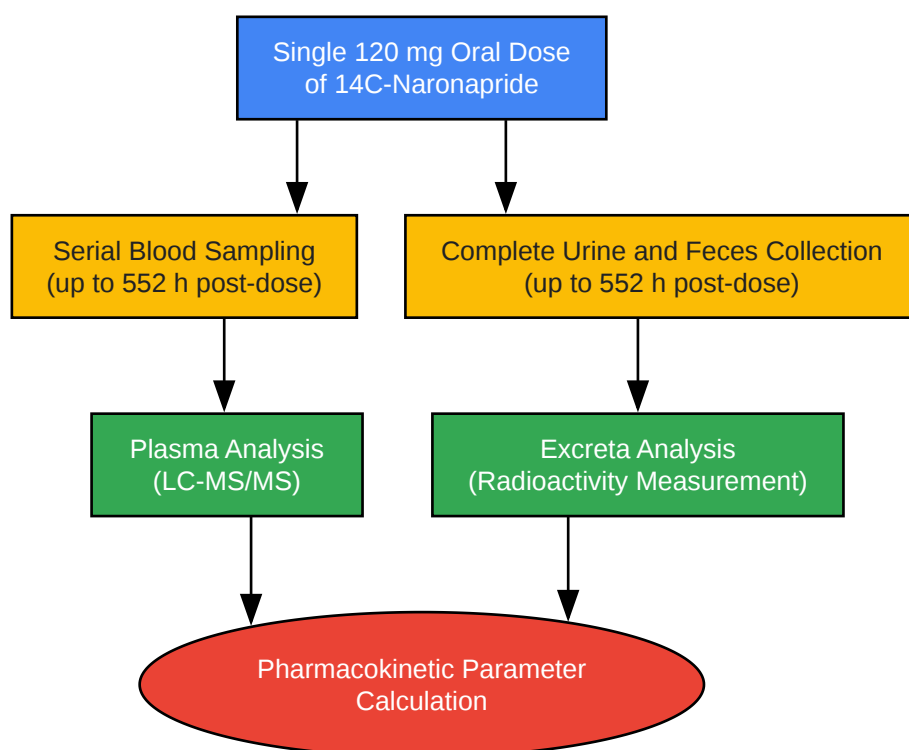 Single 120 mg Oral Dose
of 14C-Naronapride
Serial Blood Sampling
(up to 552 h post-dose)
Complete Urine and Feces Collection
(up to 552 h post-dose)
Plasma Analysis
(LC-MS/MS)
Excreta Analysis
(Radioactivity Measurement)
Pharmacokinetic Parameter
Calculation